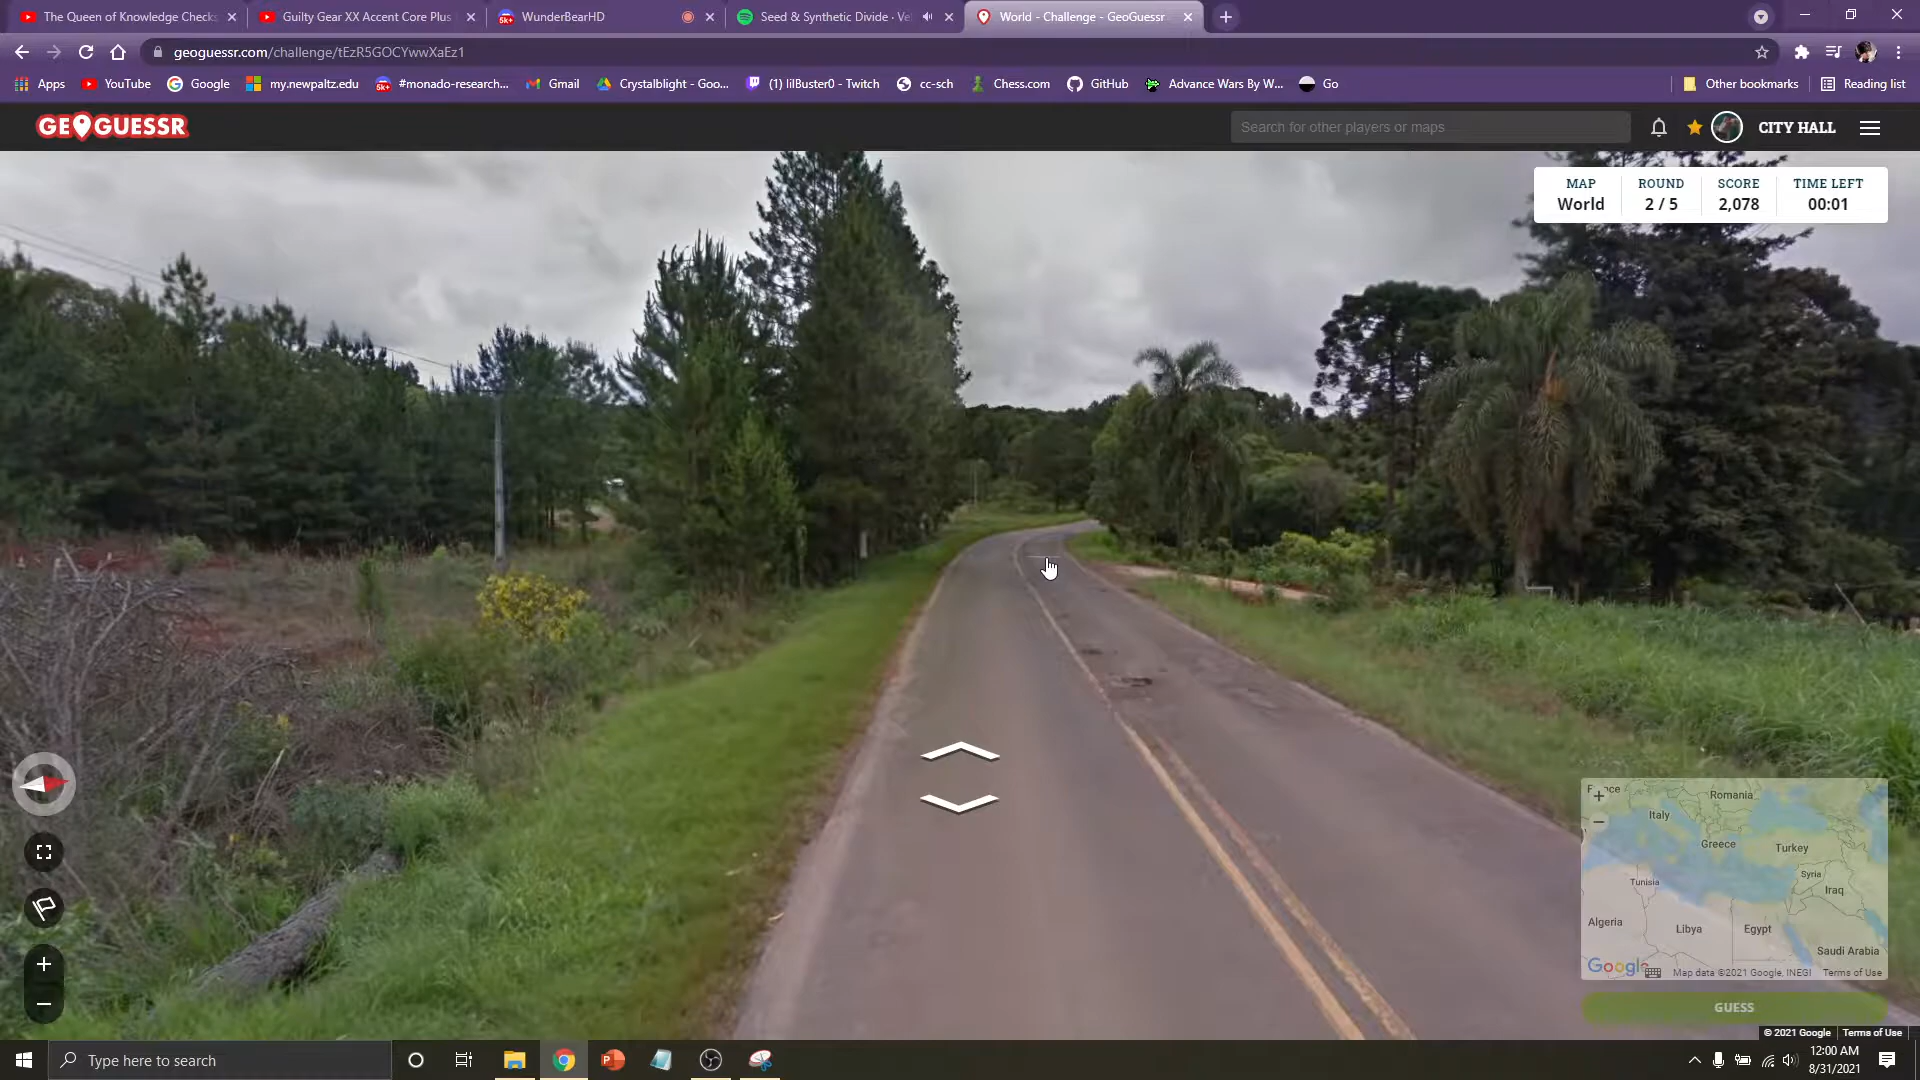 The Queen of Knowledge Checks
Guilty Gear XX Accent Core Plus
WunderBearHD
Seed & Synthetic Divide · Ve
World - Challenge - GeoGuessr
geoguessr.com/challenge/tEzR5GOCYwwXaEz1
Apps
YouTube
Google
my.newpaltz.edu
#monado-research...
Gmail
Crystalblight - Goo...
(1) lilBuster0 - Twitch
cc-sch
Chess.com
GitHub
Advance Wars By W...
Go
Other bookmarks
Reading list
GEOGUESSR
Search for other players or maps
CITY HALL
MAP
World
ROUND
2 / 5
SCORE
2,078
TIME LEFT
00:01
Romania
Italy
Greece
Turkey
Syria
Tunisia
Iraq
Algeria
Libya
Egypt
Saudi Arabia
Google
Map data ©2021 Google, INEGI
Terms of Use
GUESS
© 2021 Google
Terms of Use
Type here to search
12:00 AM
8/31/2021